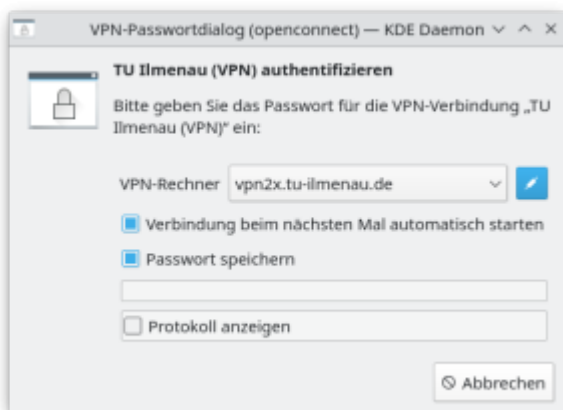 VPN-Passwortdialog (openconnect) — KDE Daemon
TU Ilmenau (VPN) authentifizieren
Bitte geben Sie das Passwort für die VPN-Verbindung „TU
Ilmenau (VPN)“ ein:
VPN-Rechner vpn2x.tu-ilmenau.de
Verbindung beim nächsten Mal automatisch starten
Passwort speichern
Protokoll anzeigen
Abbrechen